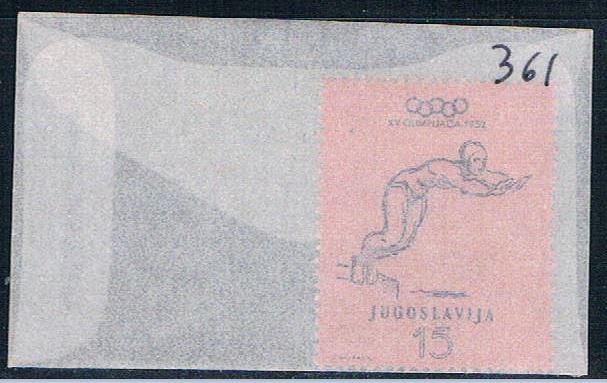 361
XV OLIMPIJADA 1952
JUGOSLAVIJA
15